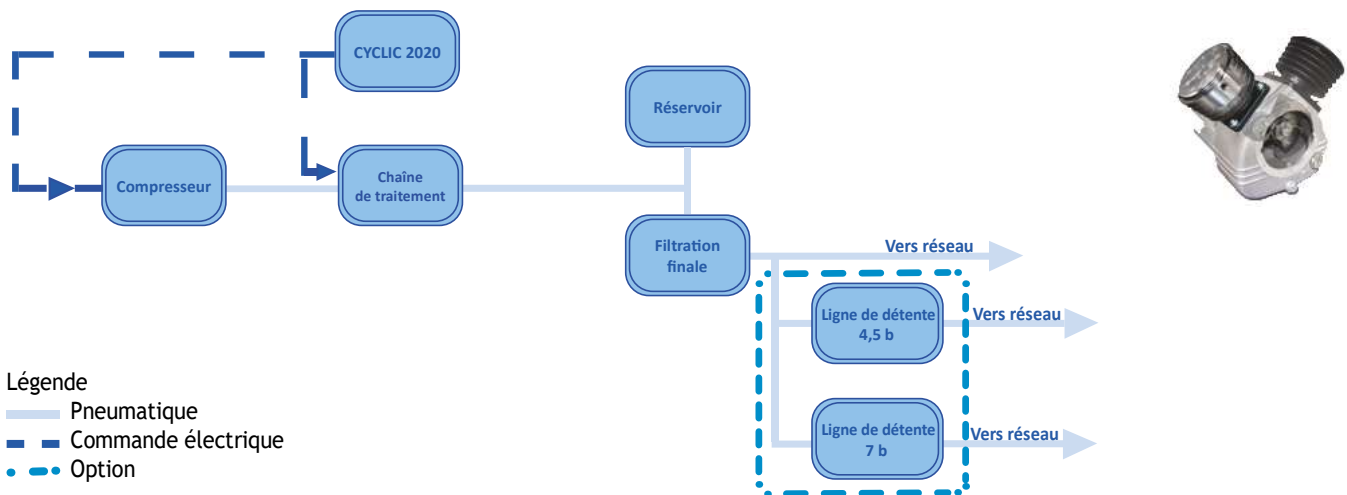 CYCLIC 2020
Réservoir
Compresseur
Chaîne
de traitement
Filtration
finale
Vers réseau
Ligne de détente
4,5 b
Vers réseau
Ligne de détente
7 b
Vers réseau
Légende
Pneumatique
Commande électrique
Option